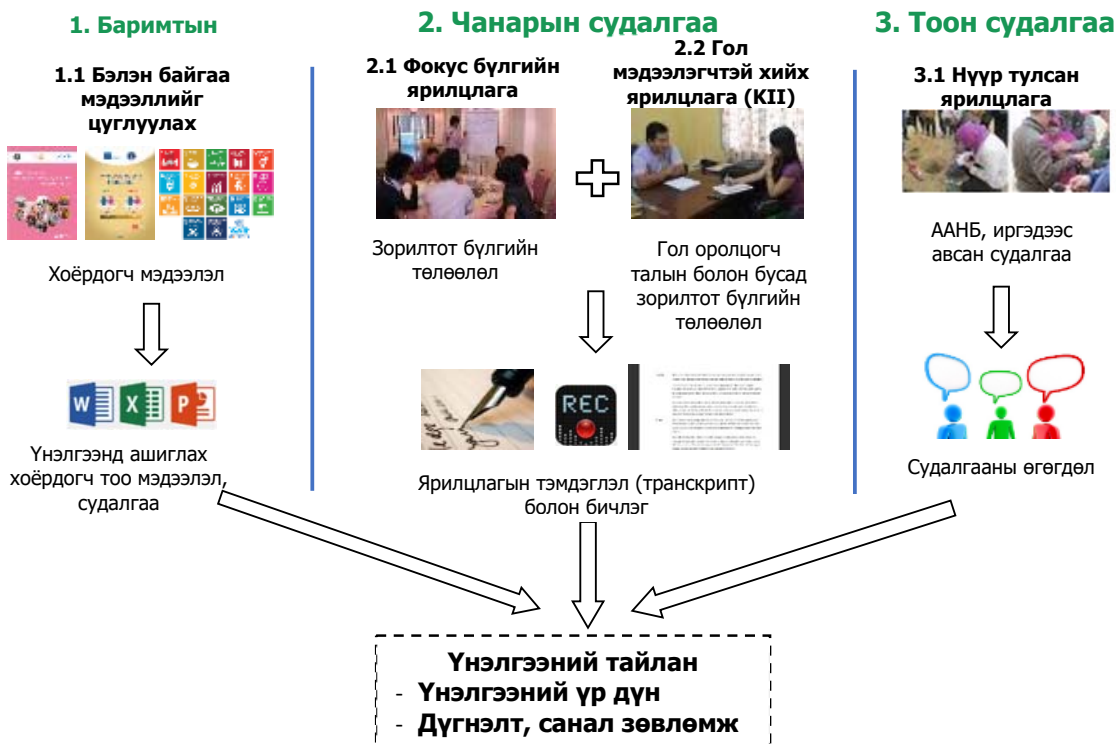 1. Баримтын
1.1 Бэлэн байгаа
мэдээллийг
цуглуулах
Хоёрдогч мэдээлэл
W
X
P
Үнэлгээнд ашиглах
хоёрдогч тоо мэдээлэл,
судалгаа
2. Чанарын судалгаа
2.1 Фокус бүлгийн
ярилцлага
Зорилтот бүлгийн
төлөөлөл
2.2 Гол
мэдээлэгчтэй хийх
ярилцлага (KII)
Гол оролцогч
талын болон бусад
зорилтот бүлгийн
төлөөлөл
REC
Ярилцлагын тэмдэглэл (транскрипт)
болон бичлэг
3. Тоон судалгаа
3.1 Нүүр тулсан
ярилцлага
ААНБ, иргэдээс
авсан судалгаа
Судалгааны өгөгдөл
Үнэлгээний тайлан
- Үнэлгээний үр дүн
- Дүгнэлт, санал зөвлөмж